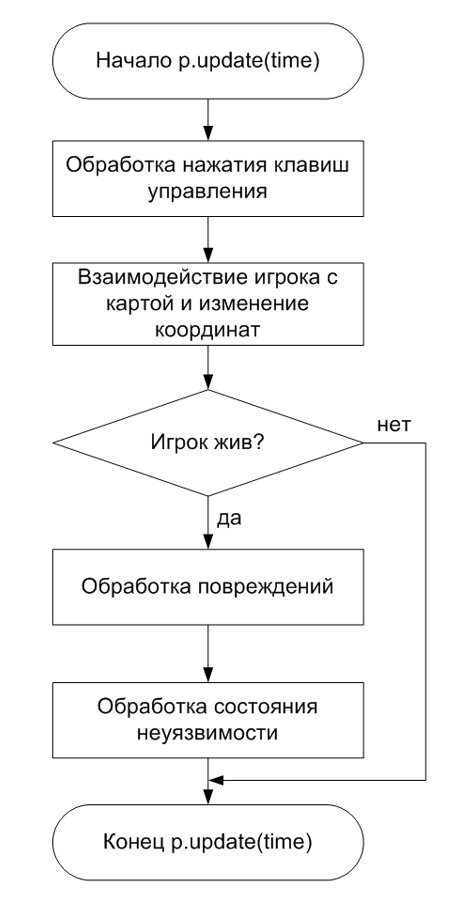 Начало p.update(time)
Обработка нажатия клавиш
управления
Взаимодействие игрока с
картой и изменение
координат
Игрок жив?
нет
да
Обработка повреждений
Обработка состояния
неуязвимости
Конец p.update(time)